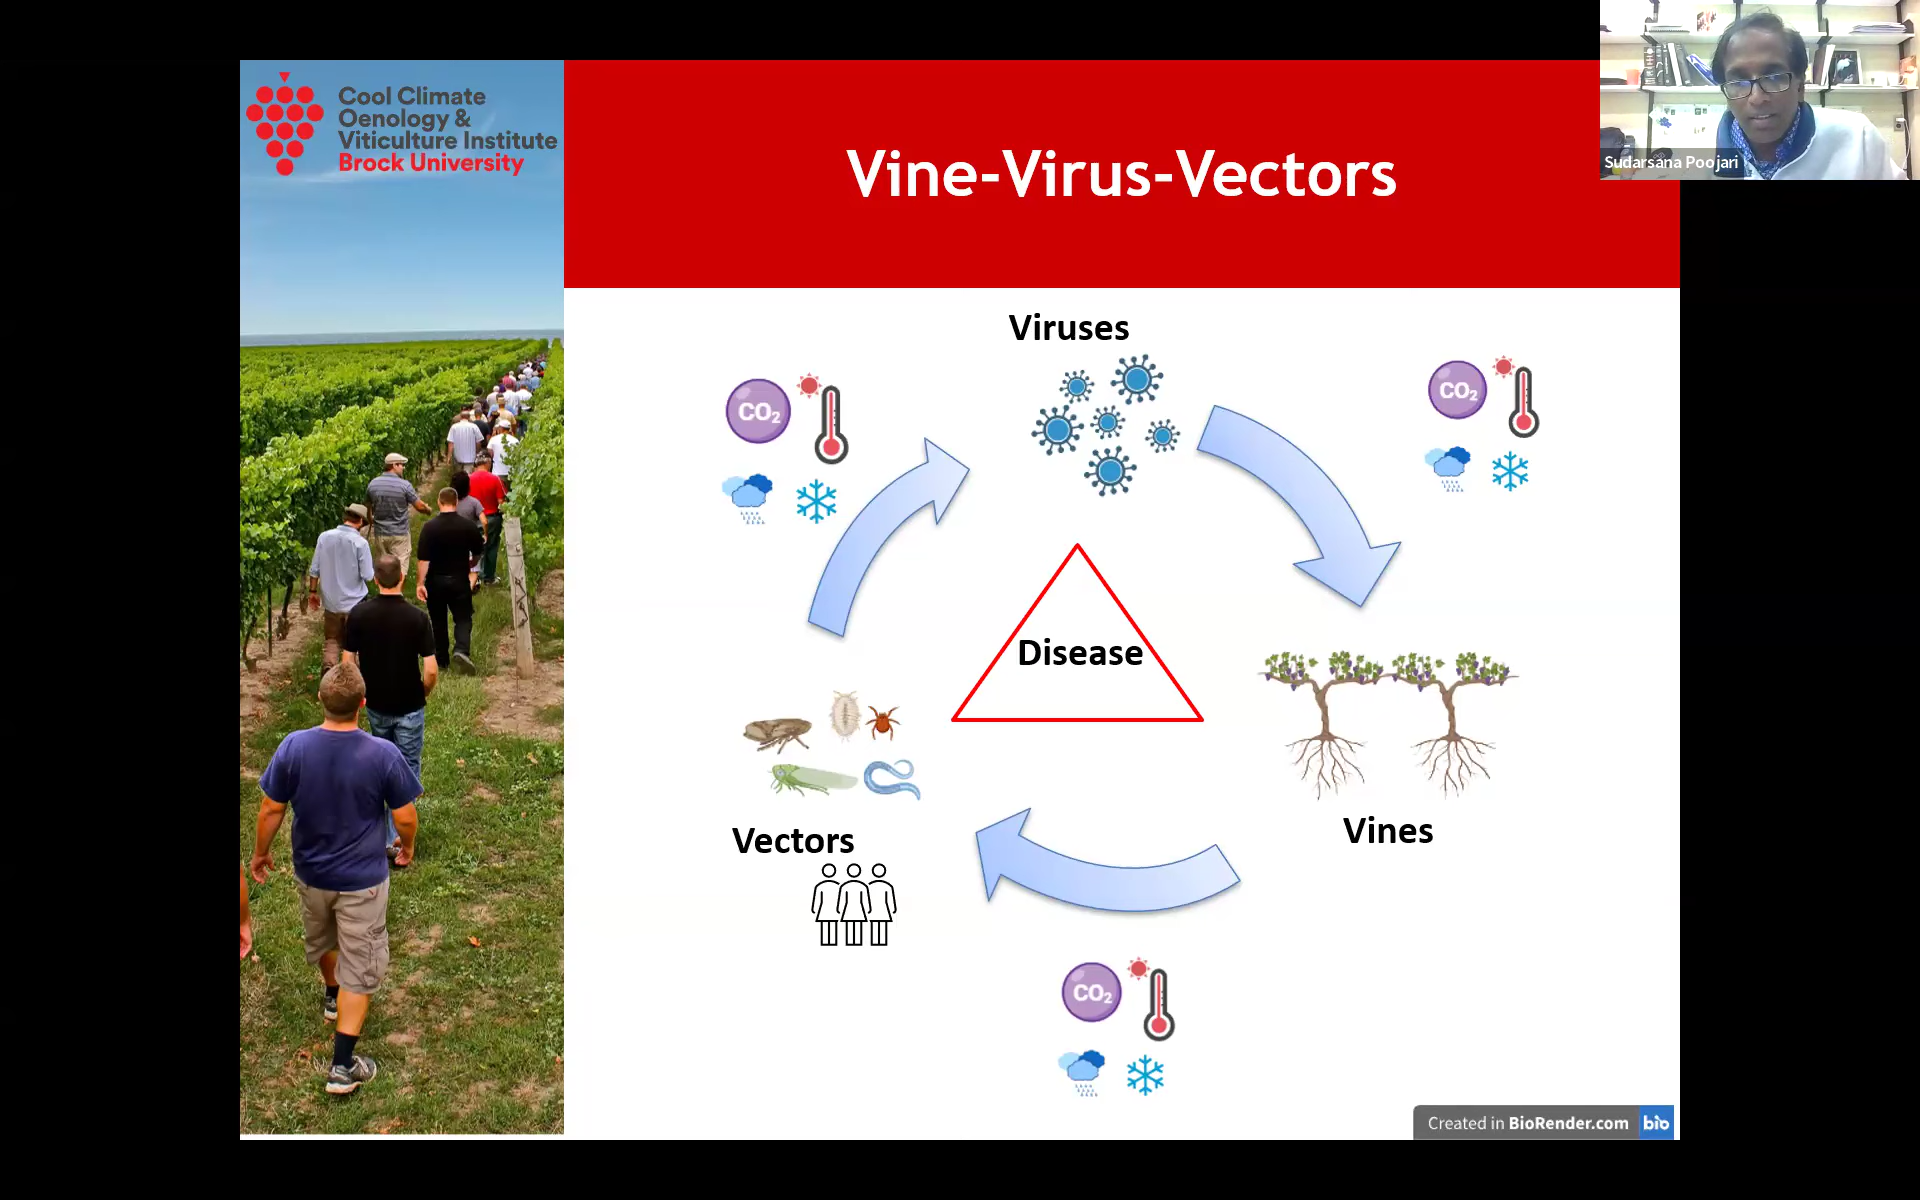 Cool Climate
Oenology &
Viticulture Institute
Brock University
Vine-Virus-Vectors
Sudarsana Poojari
Viruses
CO₂
CO₂
Disease
Vectors
Vines
CO₂
Created in BioRender.com bio